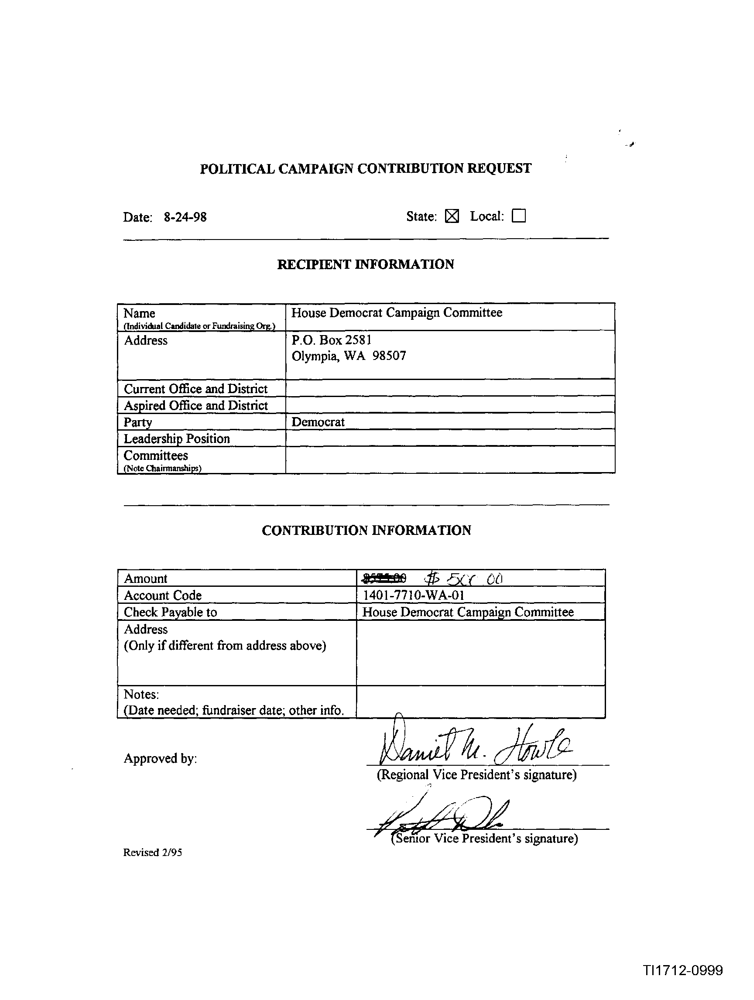 POLITICAL CAMPAIGN CONTRIBUTION REQUEST
Date: 8-24-98 State: ☒ Local: ☐
RECIPIENT INFORMATION
Name House Democrat Campaign Committee
(Individual Candidate or Fundraising Org.)
Address P.O. Box 2581
Olympia, WA 98507
Current Office and District
Aspired Office and District
Party Democrat
Leadership Position
Committees
(Note Chairmanships)
CONTRIBUTION INFORMATION
Amount $ 00
Account Code 1401-7710-WA-01
Check Payable to House Democrat Campaign Committee
Address
(Only if different from address above)
Notes:
(Date needed; fundraiser date; other info.
Daniel M. Howle
Approved by:
(Regional Vice President's signature)
(Senior Vice President's signature)
Revised 2/95
TI1712-0999